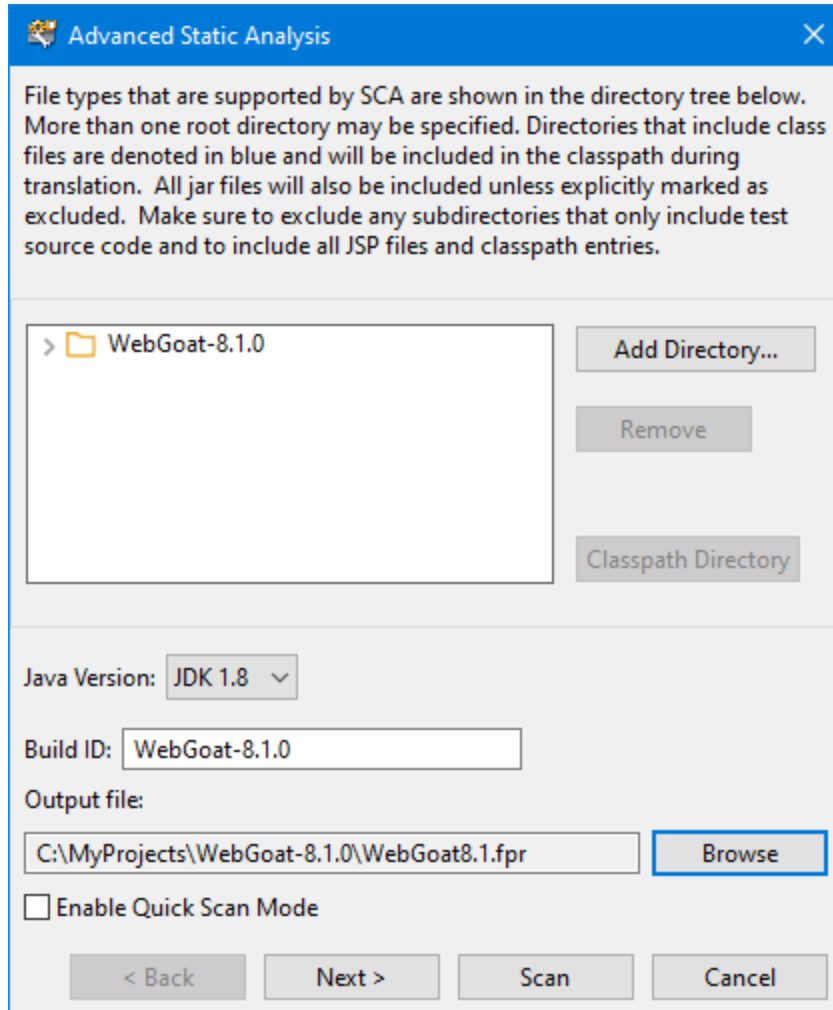 Advanced Static Analysis
File types that are supported by SCA are shown in the directory tree below.
More than one root directory may be specified. Directories that include class
files are denoted in blue and will be included in the classpath during
translation.  All jar files will also be included unless explicitly marked as
excluded.  Make sure to exclude any subdirectories that only include test
source code and to include all JSP files and classpath entries.
WebGoat-8.1.0
Add Directory...
Remove
Classpath Directory
Java Version: JDK 1.8
Build ID: WebGoat-8.1.0
Output file:
C:\MyProjects\WebGoat-8.1.0\WebGoat8.1.fpr Browse
Enable Quick Scan Mode
< Back Next > Scan Cancel